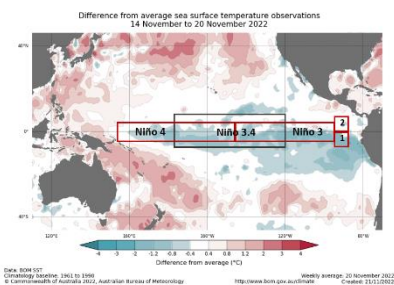 Difference from average sea surface temperature observations
14 November to 20 November 2022
40°N
0°
40°S
Niño 4
Niño 3.4
Niño 3
2
1
120°E
180°E
120°W
60°W
-4 -3 -2 -1.2 -0.8 -0.4 0.4 0.8 1.2 2 3 4
Difference from average (°C)
Data: BOM SST
Climatology baseline: 1961 to 1990
© Commonwealth of Australia 2022, Australian Bureau of Meteorology
http://www.bom.gov.au/climate
Weekly average: 20 November 2022
Created: 21/11/2022